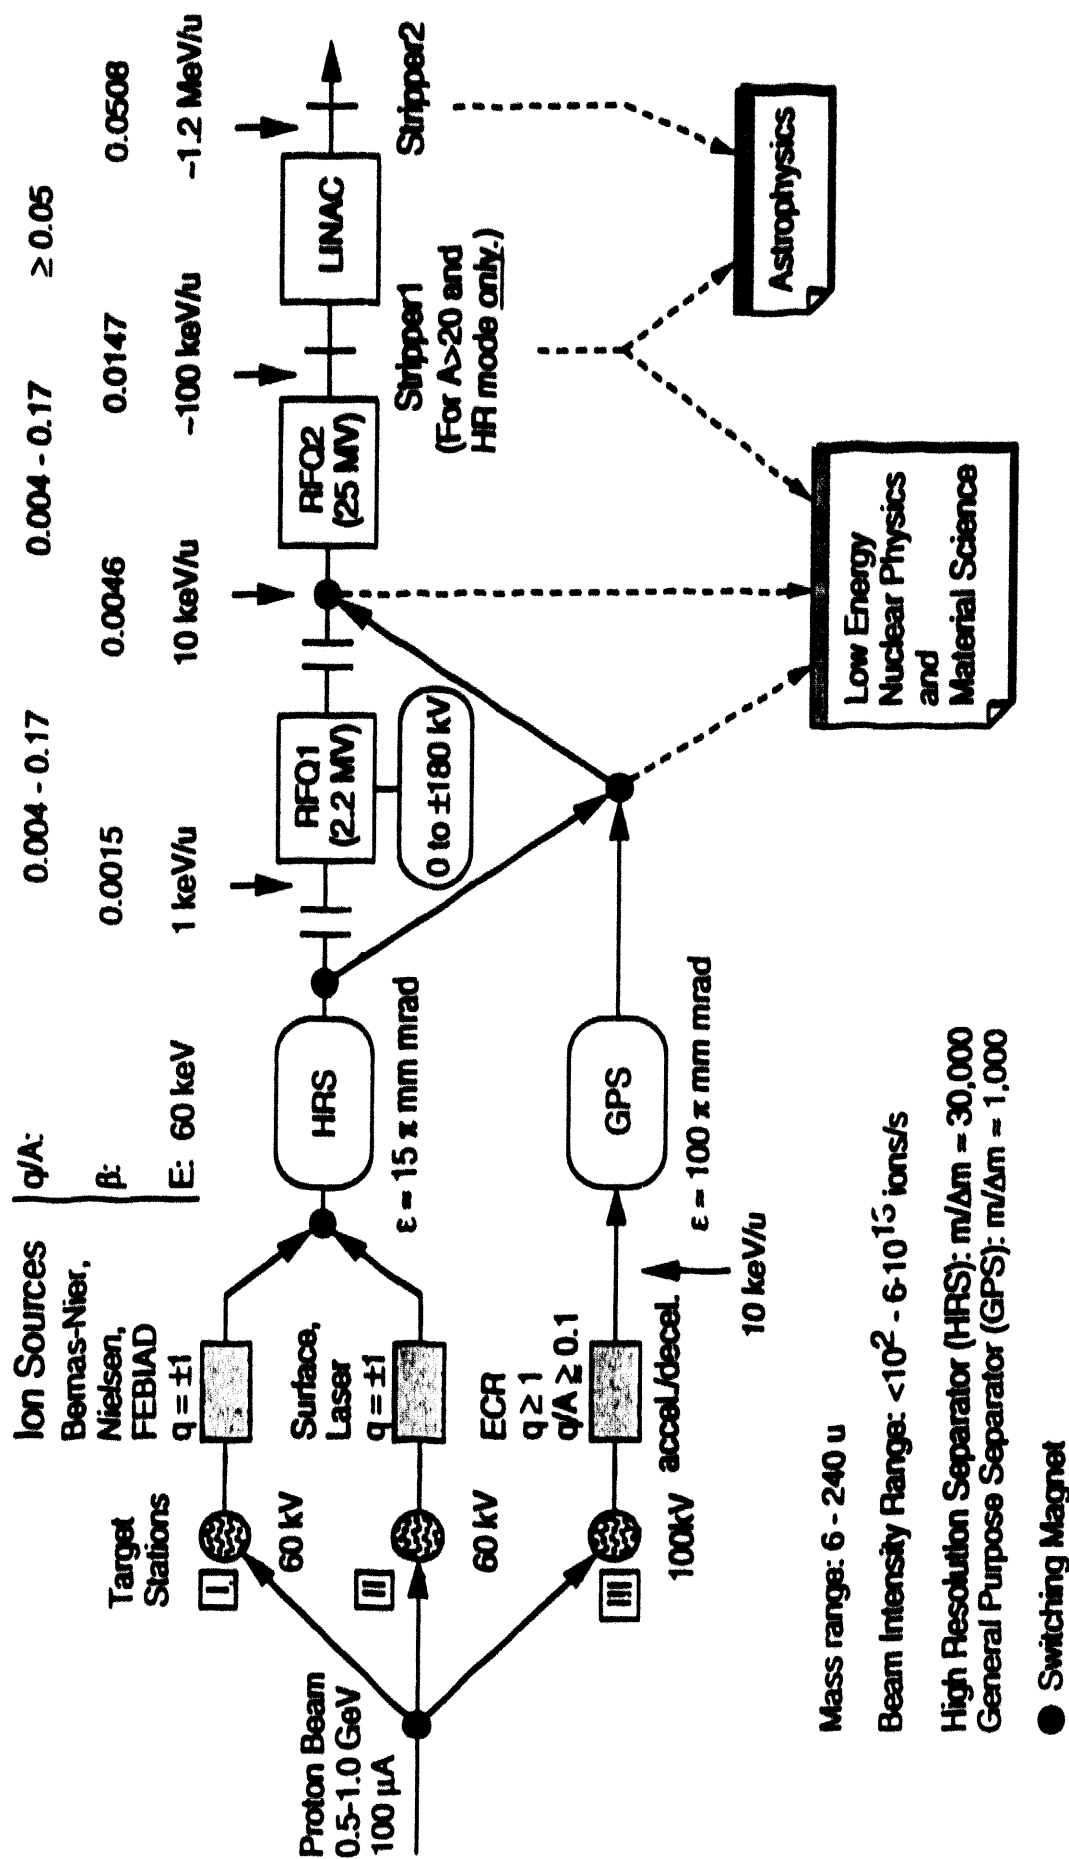 q/A:
0.004 - 0.17
0.004 - 0.17
≥ 0.05
β:
0.0015
0.0046
0.0147
0.0508
E: 60 keV
1 keV/u
10 keV/u
~100 keV/u
~1.2 MeV/u
Ion Sources
Bernas-Nier,
Nielsen,
FEBIAD
q = ±1
Target
Stations
I.
60 kV
Surface,
Laser
q = ±1
II
60 kV
ECR
q ≥ 1
q/A ≥ 0.1
III
100kV
accel./decel.
10 keV/u
Proton Beam
0.5-1.0 GeV
100 µA
HRS
ε = 15 π mm mrad
GPS
ε = 100 π mm mrad
RFQ1
(2.2 MV)
0 to ±180 kV
RFQ2
(25 MV)
LINAC
Stripper1
(For A>20 and
HR mode only.)
Stripper2
Low Energy
Nuclear Physics
and
Material Science
Astrophysics
Mass range: 6 - 240 u
Beam Intensity Range: <10² - 6·10¹³ ions/s
High Resolution Separator (HRS): m/Δm = 30,000
General Purpose Separator (GPS): m/Δm = 1,000
Switching Magnet